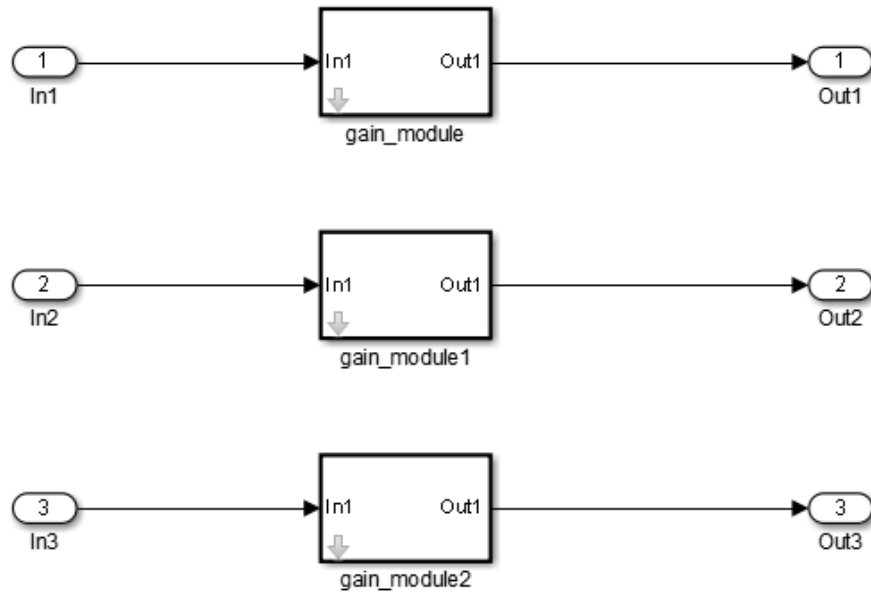 1 In1 Out1 1
In1 Out1
gain_module
2 In1 Out1 2
In2 Out2
gain_module1
3 In1 Out1 3
In3 Out3
gain_module2